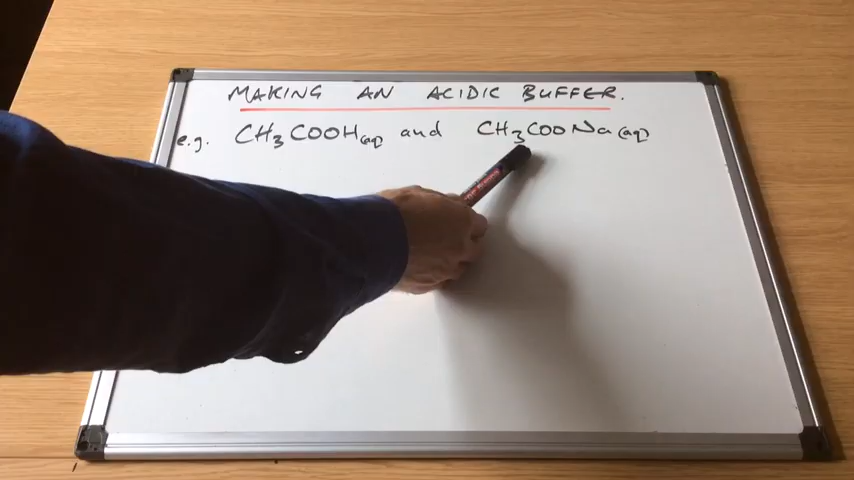 MAKING AN ACIDIC BUFFER.
e.g. CH₃COOH(aq) and CH₃COONa(aq)